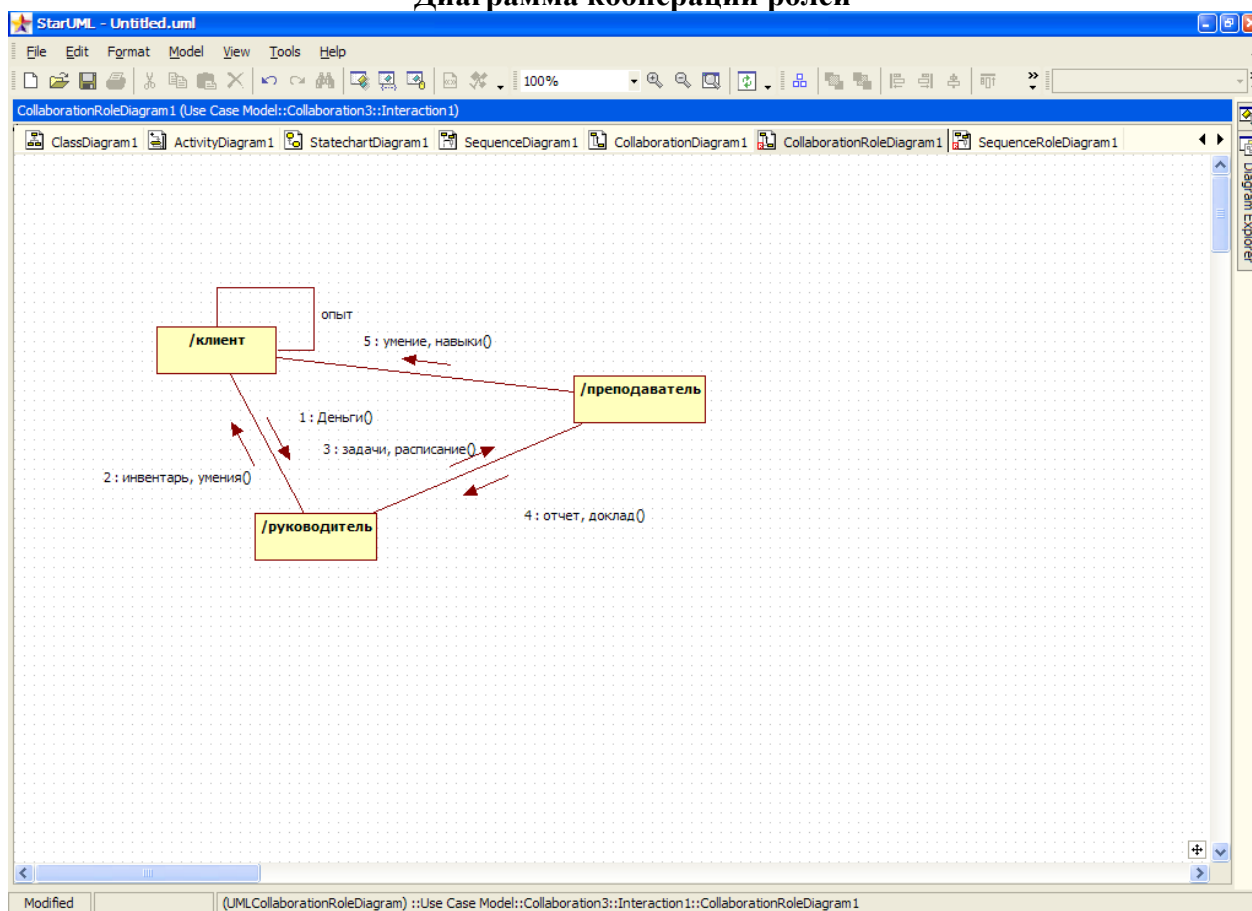 Диаграмма кооперации ролей
StarUML - Untitled.uml
File Edit Format Model View Tools Help
100%
CollaborationRoleDiagram1 (Use Case Model::Collaboration3::Interaction1)
ClassDiagram1 ActivityDiagram1 StatechartDiagram1 SequenceDiagram1 CollaborationDiagram1 CollaborationRoleDiagram1 SequenceRoleDiagram1
Diagram Explorer
опыт
/клиент
5 : умение, навыки()
/преподаватель
1 : Деньги()
3 : задачи, расписание()
2 : инвентарь, умения()
4 : отчет, доклад()
/руководитель
Modified (UMLCollaborationRoleDiagram) ::Use Case Model::Collaboration3::Interaction1::CollaborationRoleDiagram1